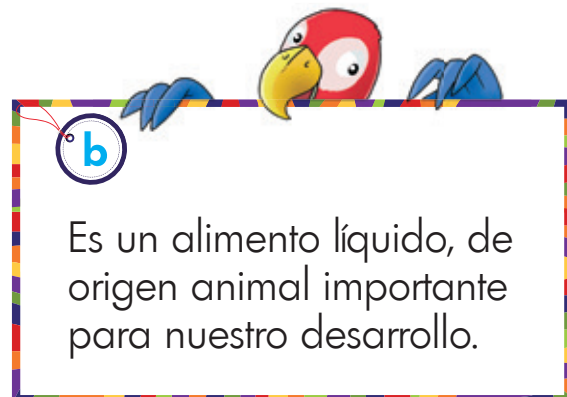 b
Es un alimento líquido, de
origen animal importante
para nuestro desarrollo.